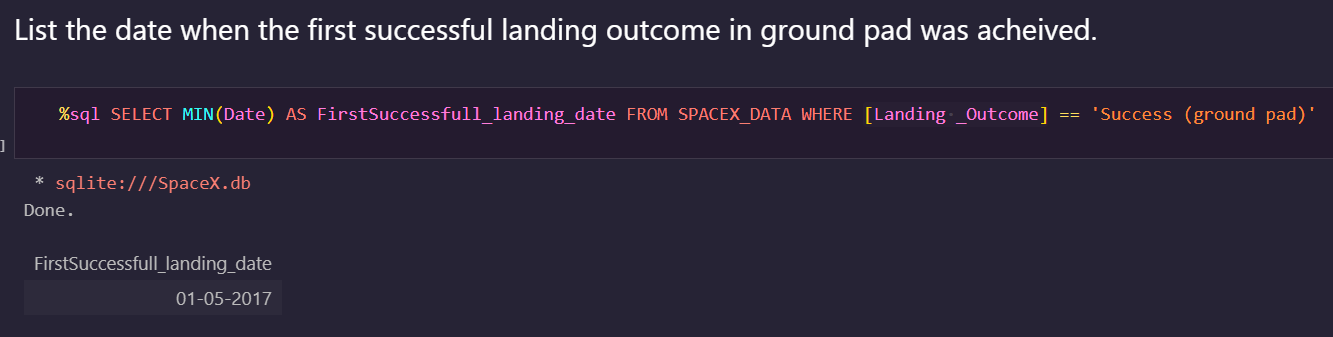 List the date when the first successful landing outcome in ground pad was acheived.
%sql SELECT MIN(Date) AS FirstSuccessfull_landing_date FROM SPACEX_DATA WHERE [Landing _Outcome] == 'Success (ground pad)'
]
* sqlite:///SpaceX.db
Done.
FirstSuccessfull_landing_date
01-05-2017